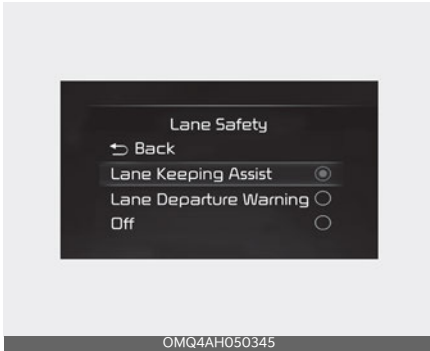 Lane Safety
Back
Lane Keeping Assist
Lane Departure Warning
Off
OMQ4AH050345